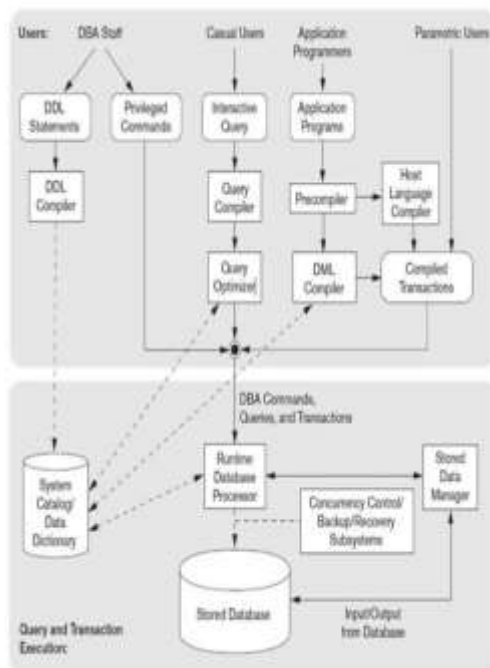 Users:
DBA Staff
Casual Users
Application
Programmers
Parametric Users
DDL
Statements
Privileged
Commands
Interactive
Query
Application
Programs
DDL
Compiler
Query
Compiler
Precompiler
Host
Language
Compiler
Query
Optimizer
DML
Compiler
Compiled
Transactions
DBA Commands,
Queries, and Transactions
System
Catalog/
Data
Dictionary
Runtime
Database
Processor
Stored
Data
Manager
Concurrency Control/
Backup/Recovery
Subsystems
Stored Database
Input/Output
from Database
Query and Transaction
Execution: